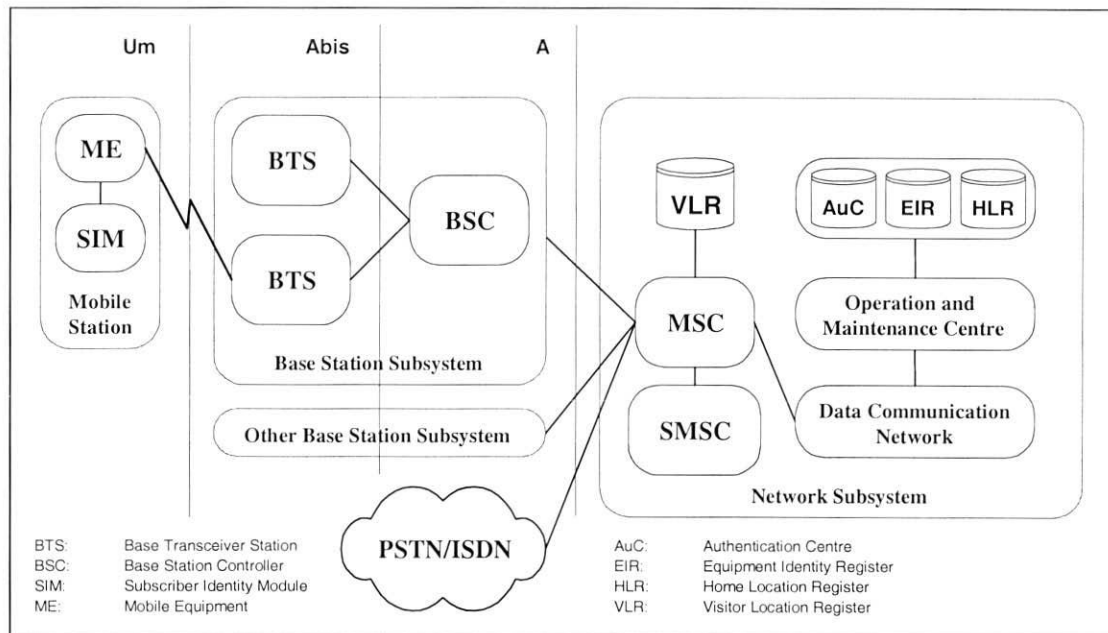 Um
Abis
A
ME
SIM
Mobile
Station
BTS
BTS
BSC
Base Station Subsystem
Other Base Station Subsystem
PSTN/ISDN
VLR
MSC
SMSC
AuC
EIR
HLR
Operation and
Maintenance Centre
Data Communication
Network
Network Subsystem
BTS: Base Transceiver Station
BSC: Base Station Controller
SIM: Subscriber Identity Module
ME: Mobile Equipment
AuC: Authentication Centre
EIR: Equipment Identity Register
HLR: Home Location Register
VLR: Visitor Location Register